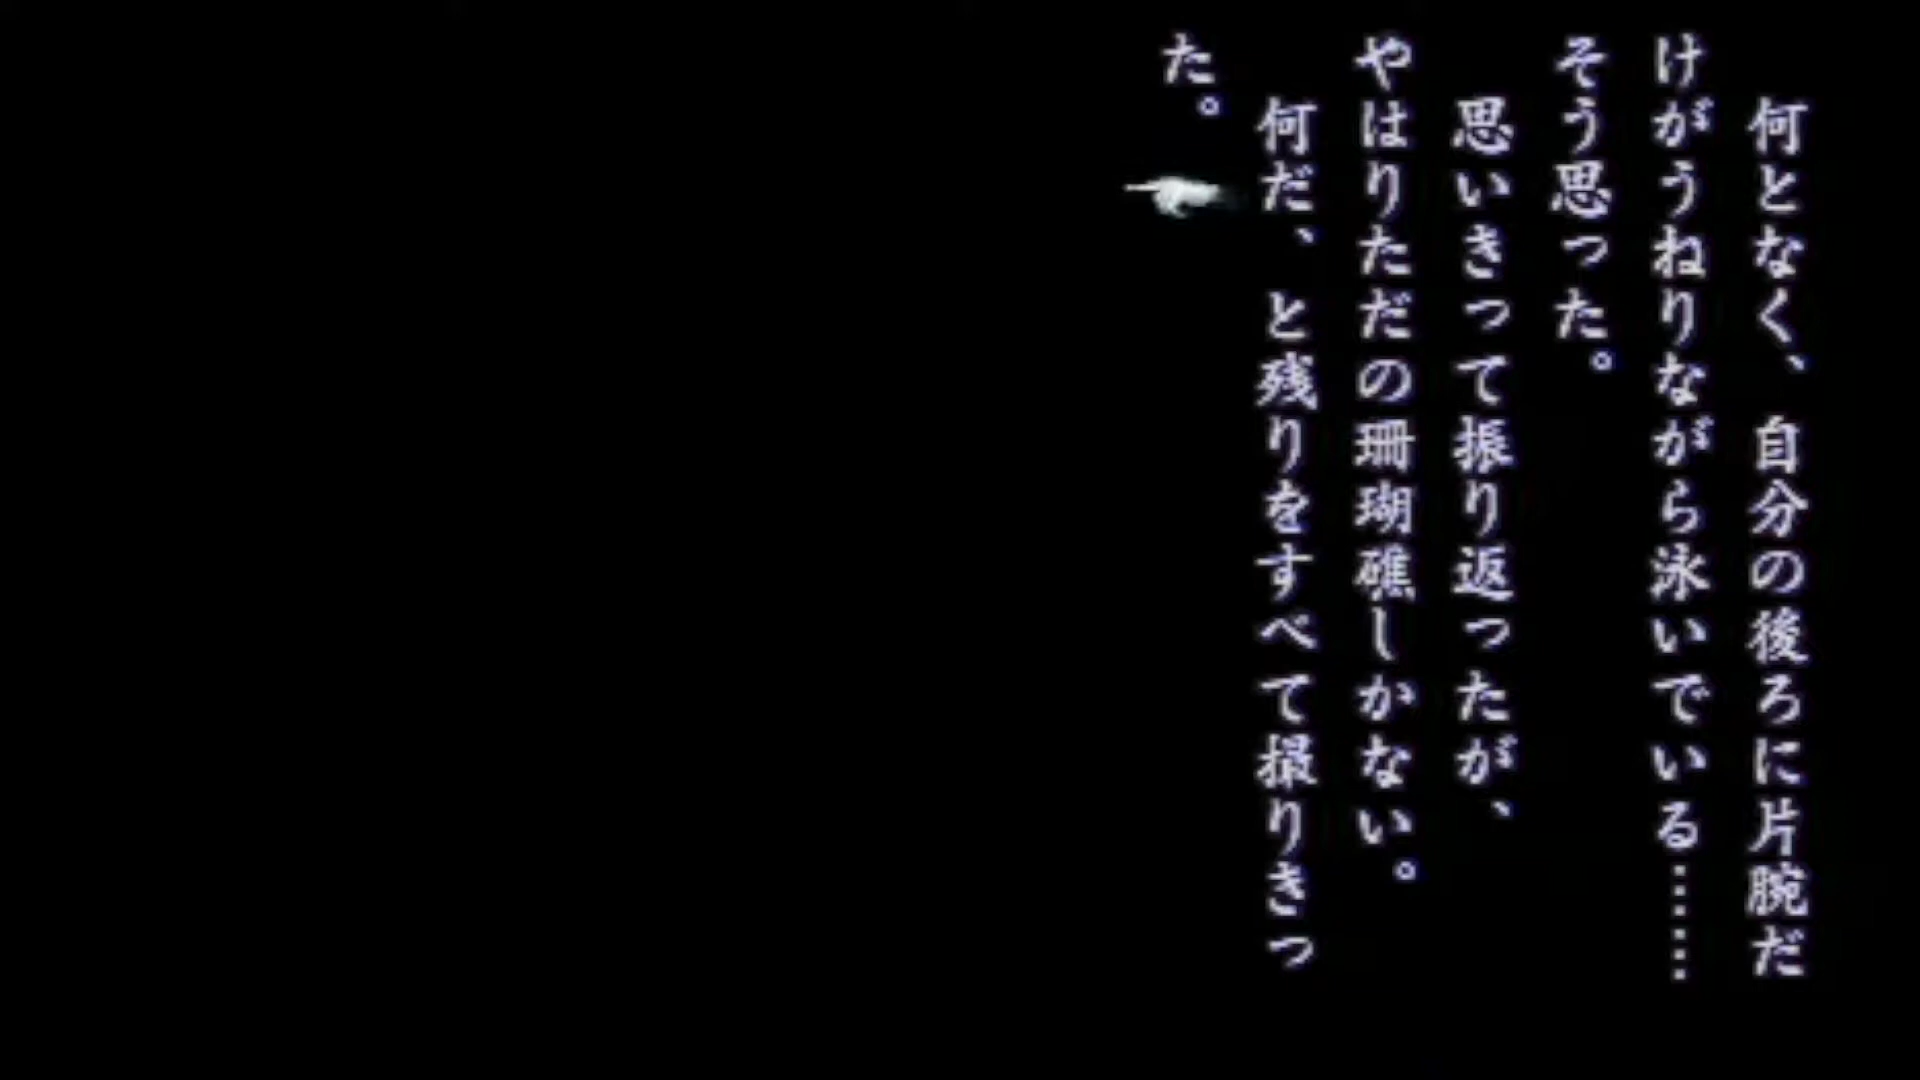 何となく、自分の後ろに片腕だ
けがうねりながら泳いでいる……
そう思った。
　思いきって振り返ったが、
やはりただの珊瑚礁しかない。
　何だ、と残りをすべて撮りきっ
た。